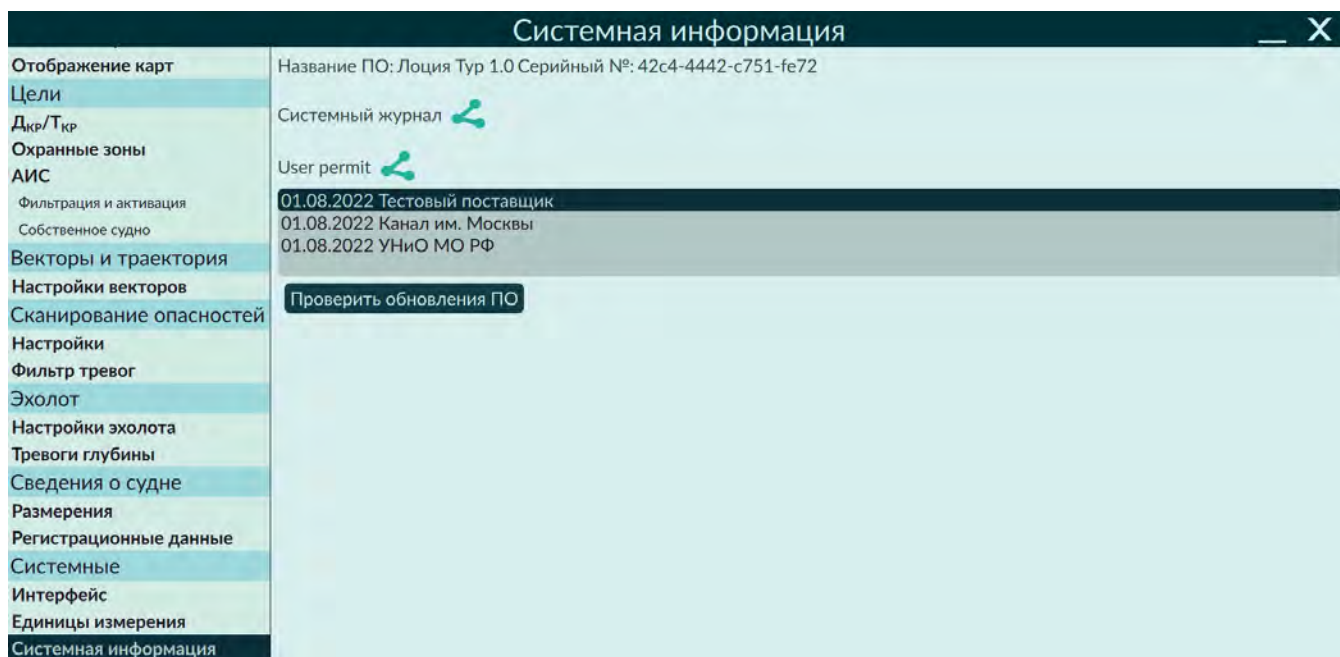 Системная информация
Отображение карт
Цели
Дкр/Ткр
Охранные зоны
АИС
Фильтрация и активация
Собственное судно
Векторы и траектория
Настройки векторов
Сканирование опасностей
Настройки
Фильтр тревог
Эхолот
Настройки эхолота
Тревоги глубины
Сведения о судне
Размерения
Регистрационные данные
Системные
Интерфейс
Единицы измерения
Системная информация
Название ПО: Лоция Тур 1.0 Серийный №: 42c4-4442-c751-fe72
Системный журнал
User permit
01.08.2022 Тестовый поставщик
01.08.2022 Канал им. Москвы
01.08.2022 УНиО МО РФ
Проверить обновления ПО